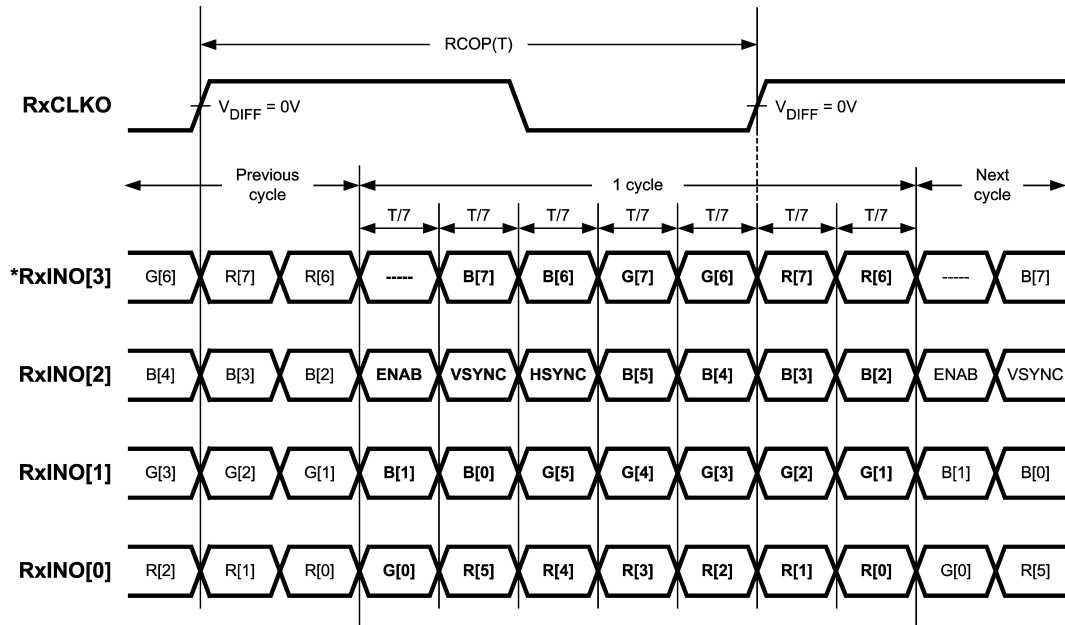 RCOP(T)
RxCLKO
V_DIFF = 0V V_DIFF = 0V
Previous cycle 1 cycle Next cycle
T/7 T/7 T/7 T/7 T/7 T/7 T/7
*RxINO[3] G[6] R[7] R[6] ----- B[7] B[6] G[7] G[6] R[7] R[6] ----- B[7]
RxINO[2] B[4] B[3] B[2] ENAB VSYNC HSYNC B[5] B[4] B[3] B[2] ENAB VSYNC
RxINO[1] G[3] G[2] G[1] B[1] B[0] G[5] G[4] G[3] G[2] G[1] B[1] B[0]
RxINO[0] R[2] R[1] R[0] G[0] R[5] R[4] R[3] R[2] R[1] R[0] G[0] R[5]